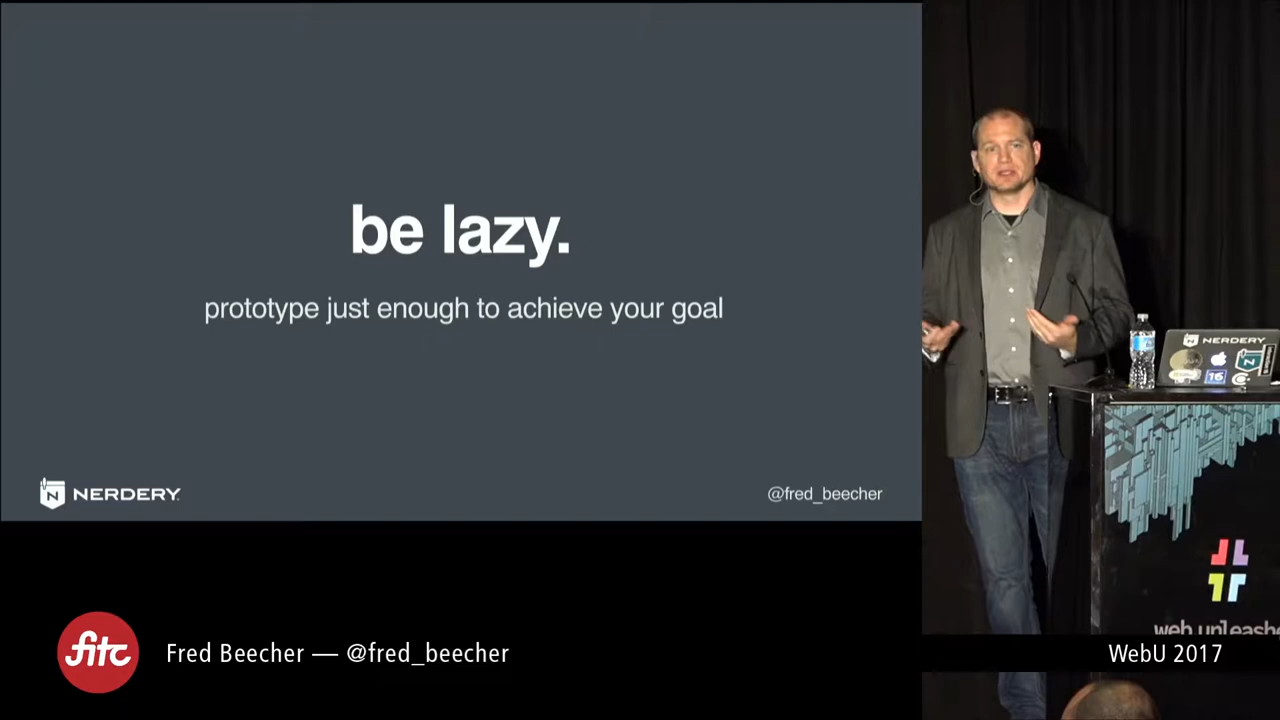 be lazy.
prototype just enough to achieve your goal
NERDERY
@fred_beecher
NERDERY
N
16
web unleashe
fitc
Fred Beecher — @fred_beecher
WebU 2017